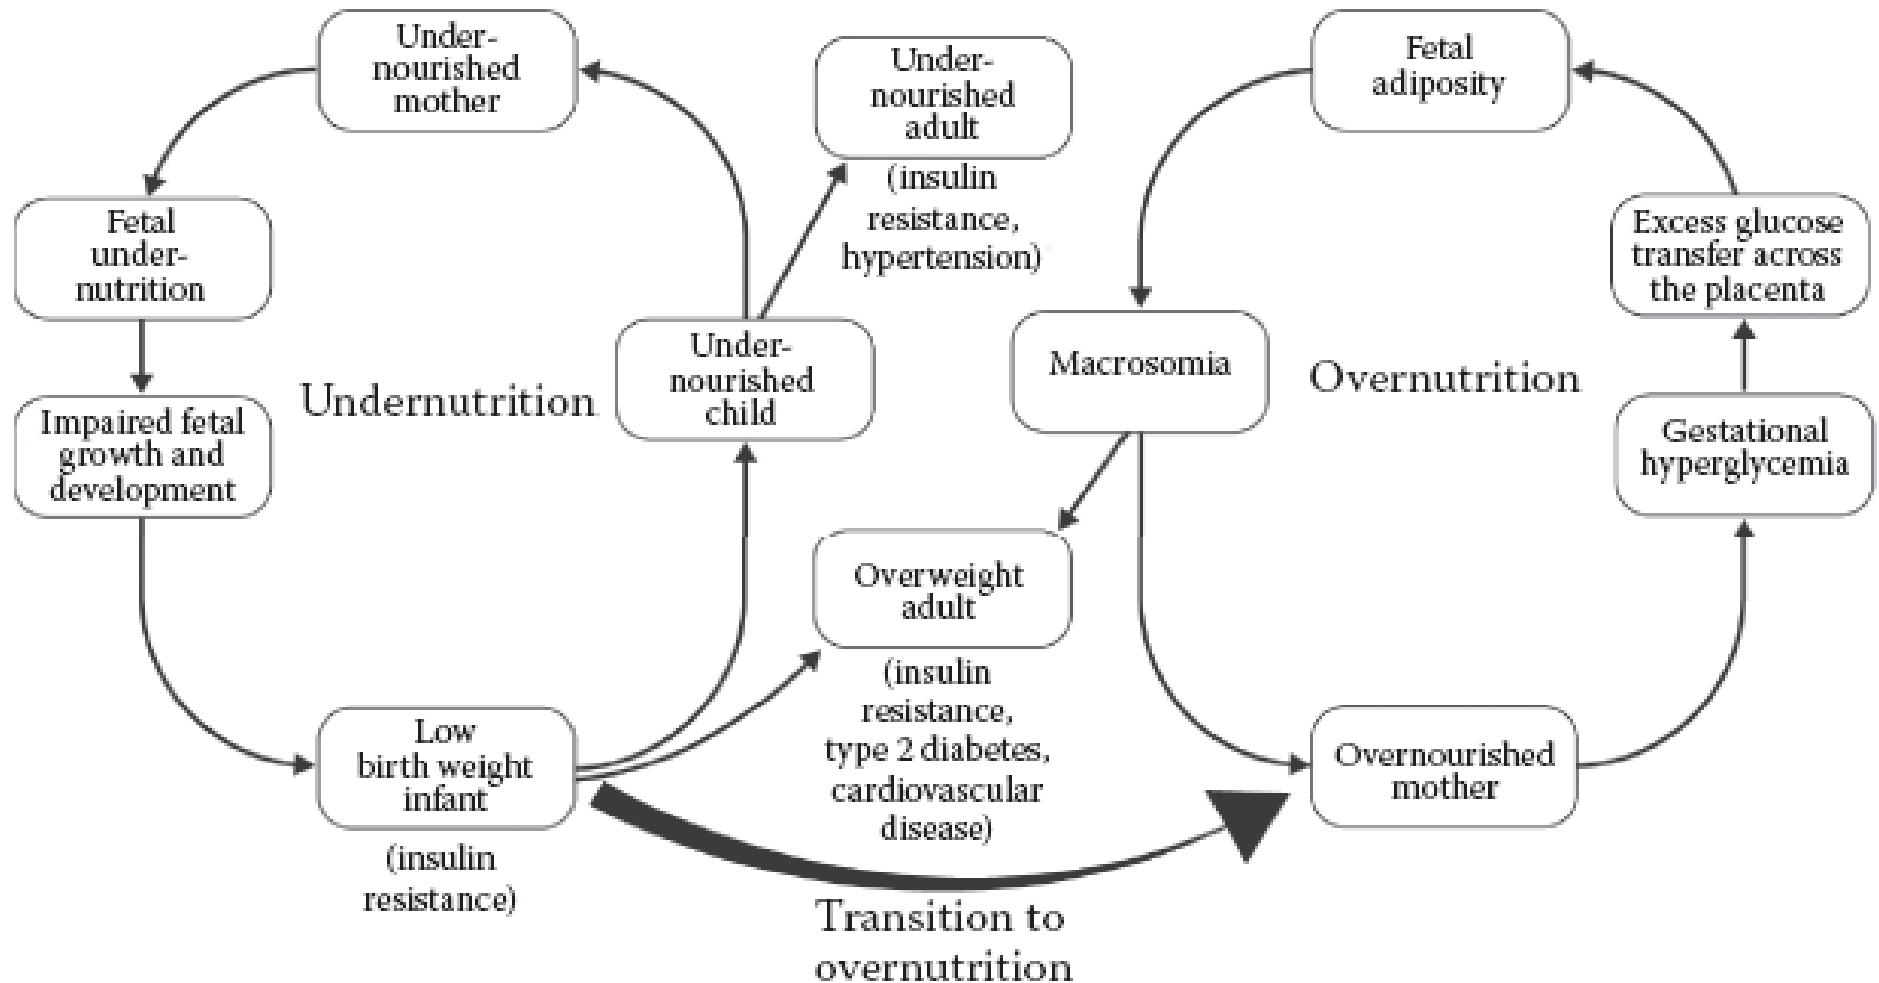 Under-
nourished
mother
Under-
nourished
adult
(insulin
resistance,
hypertension)
Fetal
adiposity
Fetal
under-
nutrition
Excess glucose
transfer across
the placenta
Under-
nourished
child
Macrosomia
Undernutrition
Overnutrition
Impaired fetal
growth and
development
Gestational
hyperglycemia
Overweight
adult
(insulin
resistance,
type 2 diabetes,
cardiovascular
disease)
Low
birth weight
infant
(insulin
resistance)
Overnourished
mother
Transition to
overnutrition